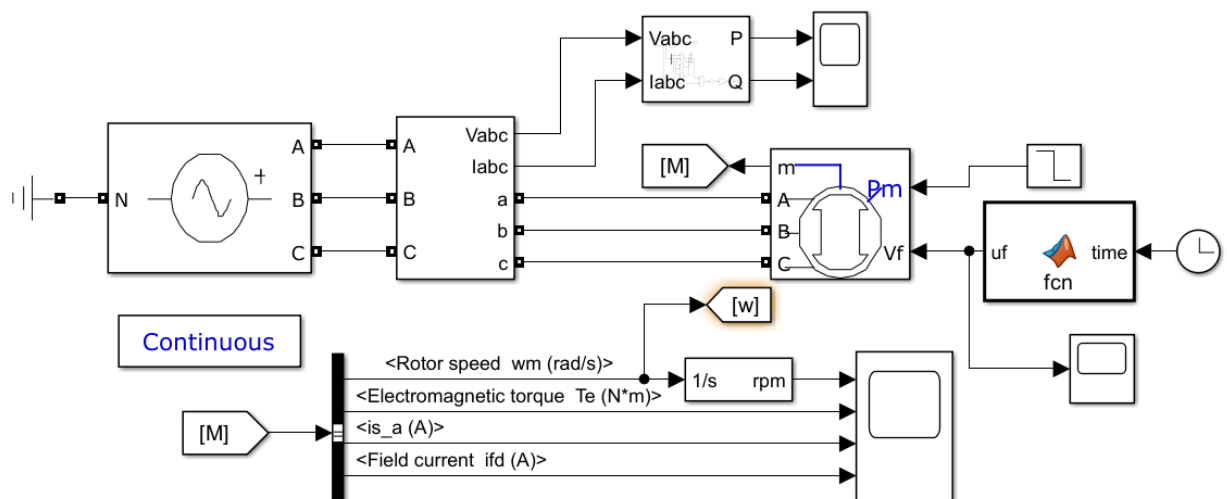 Vabc P
Iabc Q
A A Vabc
Iabc
N B B a
b
C C c
[M] m
A Pm
B
C Vf
uf time
fcn
[w]
Continuous
<Rotor speed wm (rad/s)>
1/s rpm
<Electromagnetic torque Te (N*m)>
[M] <is_a (A)>
<Field current ifd (A)>